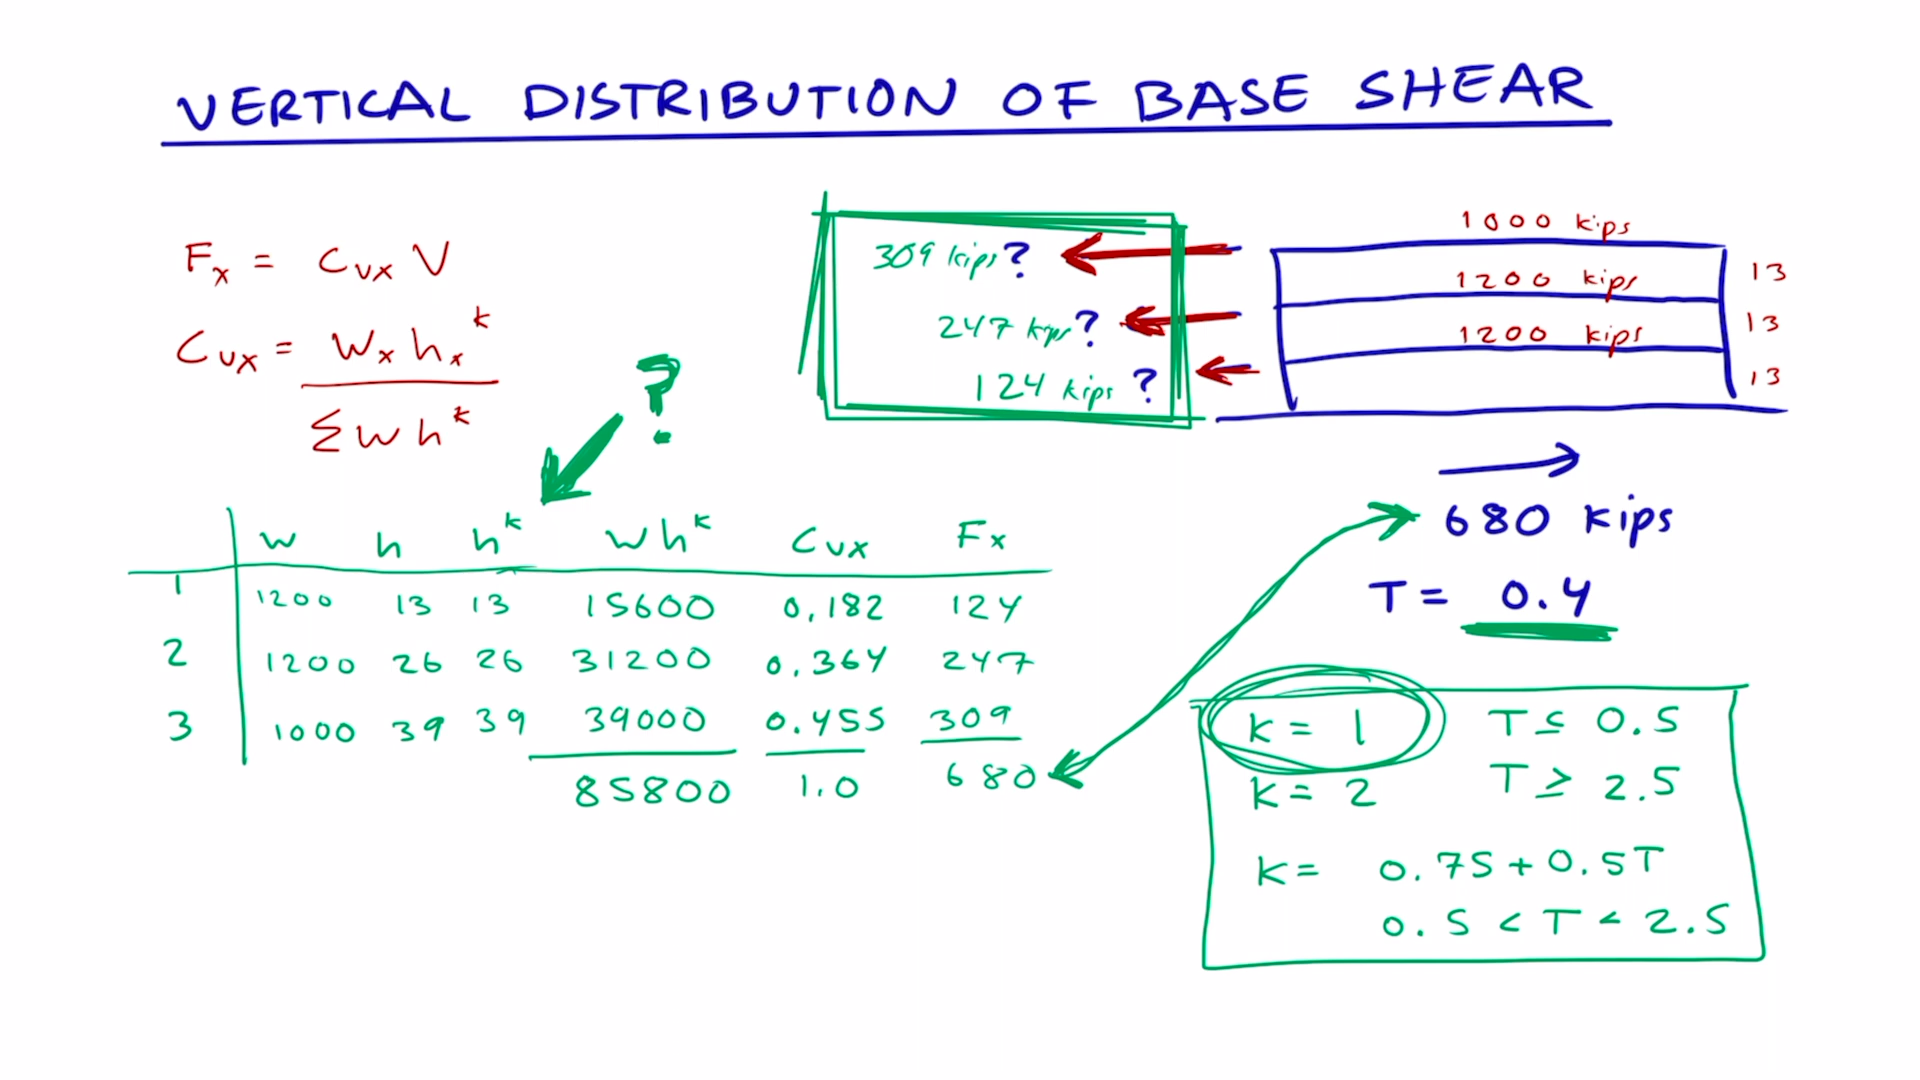 VERTICAL DISTRIBUTION OF BASE SHEAR
Fx = Cvx V
Cvx = Wx hx^k
Σ W h^k
309 kips?
247 kips?
124 kips ?
1000 kips
1200 kips
1200 kips
13
13
13
680 kips
T = 0.4
?
w h h^k Wh^k Cvx Fx
1 1200 13 13 15600 0.182 124
2 1200 26 26 31200 0.364 247
3 1000 39 39 39000 0.455 309
85800 1.0 680
k = 1 T ≤ 0.5
k = 2 T ≥ 2.5
k = 0.75 + 0.5T
0.5 < T < 2.5